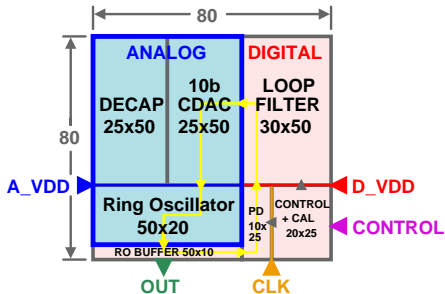 80
ANALOG
DIGITAL
80
DECAP
25x50
10b
CDAC
25x50
LOOP
FILTER
30x50
A_VDD
D_VDD
Ring Oscillator
50x20
PD
10x
25
CONTROL
+ CAL
20x25
CONTROL
RO BUFFER 50x10
OUT
CLK